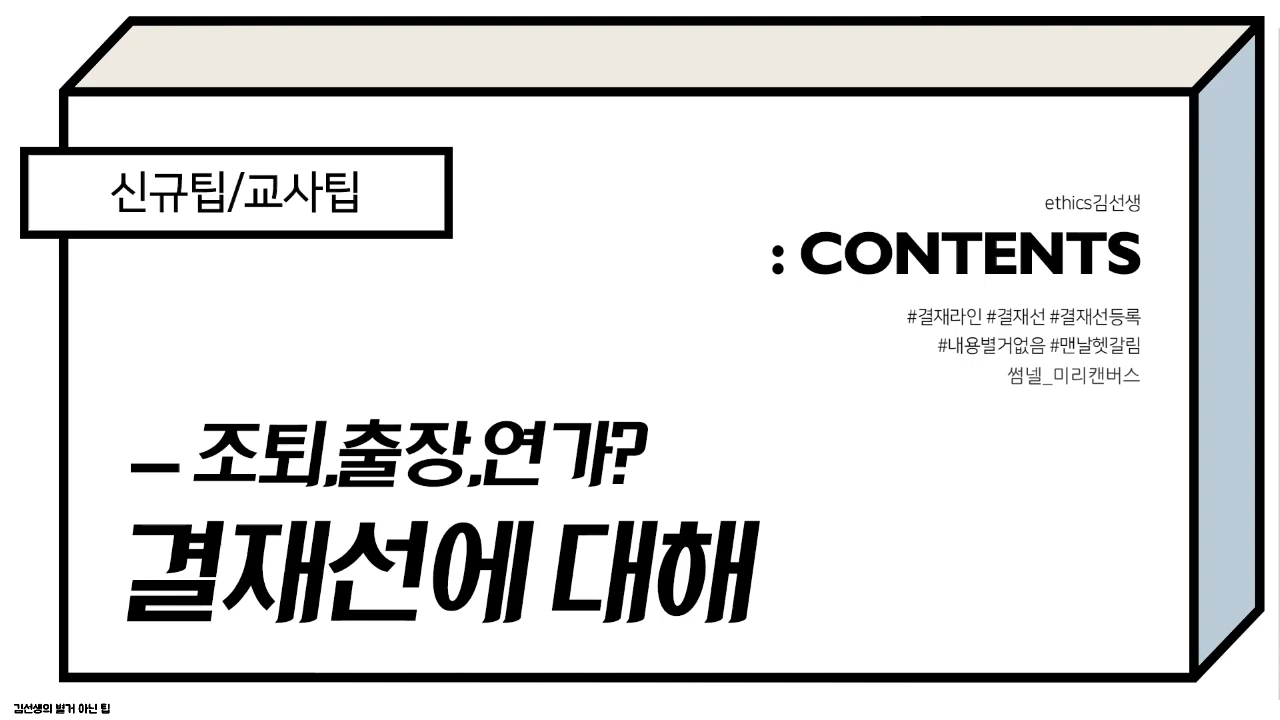 신규팁/교사팁
ethics김선생
: CONTENTS
#결재라인 #결재선 #결재선등록
#내용별거없음 #맨날헷갈림
썸넬_미리캔버스
– 조퇴,출장,연가?
결재선에 대해
김선생의 별거 아닌 팁